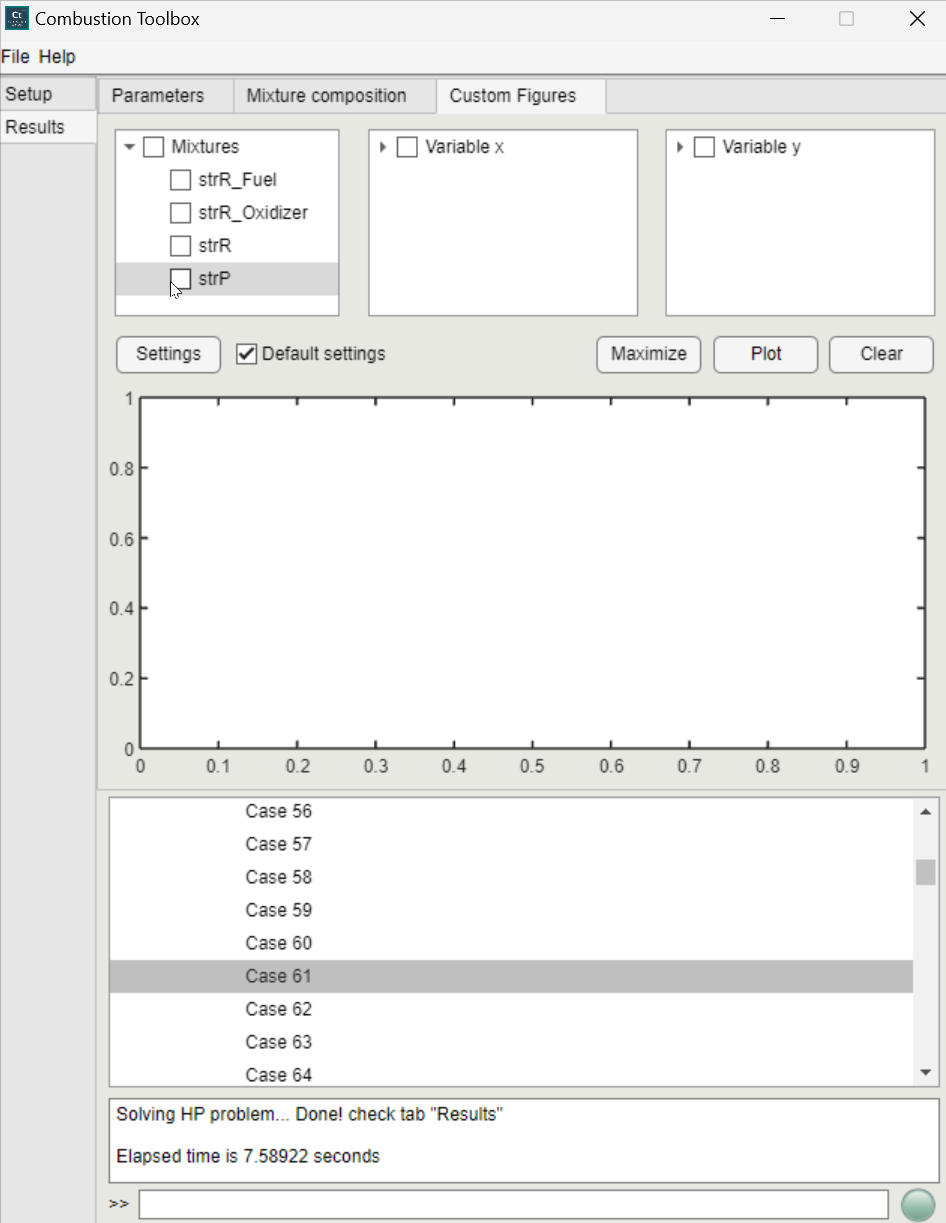 Ct Combustion Toolbox
File Help
Setup
Results
Parameters Mixture composition Custom Figures
Mixtures
strR_Fuel
strR_Oxidizer
strR
strP
Variable x
Variable y
Settings Default settings Maximize Plot Clear
1
0.8
0.6
0.4
0.2
0
0 0.1 0.2 0.3 0.4 0.5 0.6 0.7 0.8 0.9 1
Case 56
Case 57
Case 58
Case 59
Case 60
Case 61
Case 62
Case 63
Case 64
Solving HP problem... Done! check tab "Results"
Elapsed time is 7.58922 seconds
>>